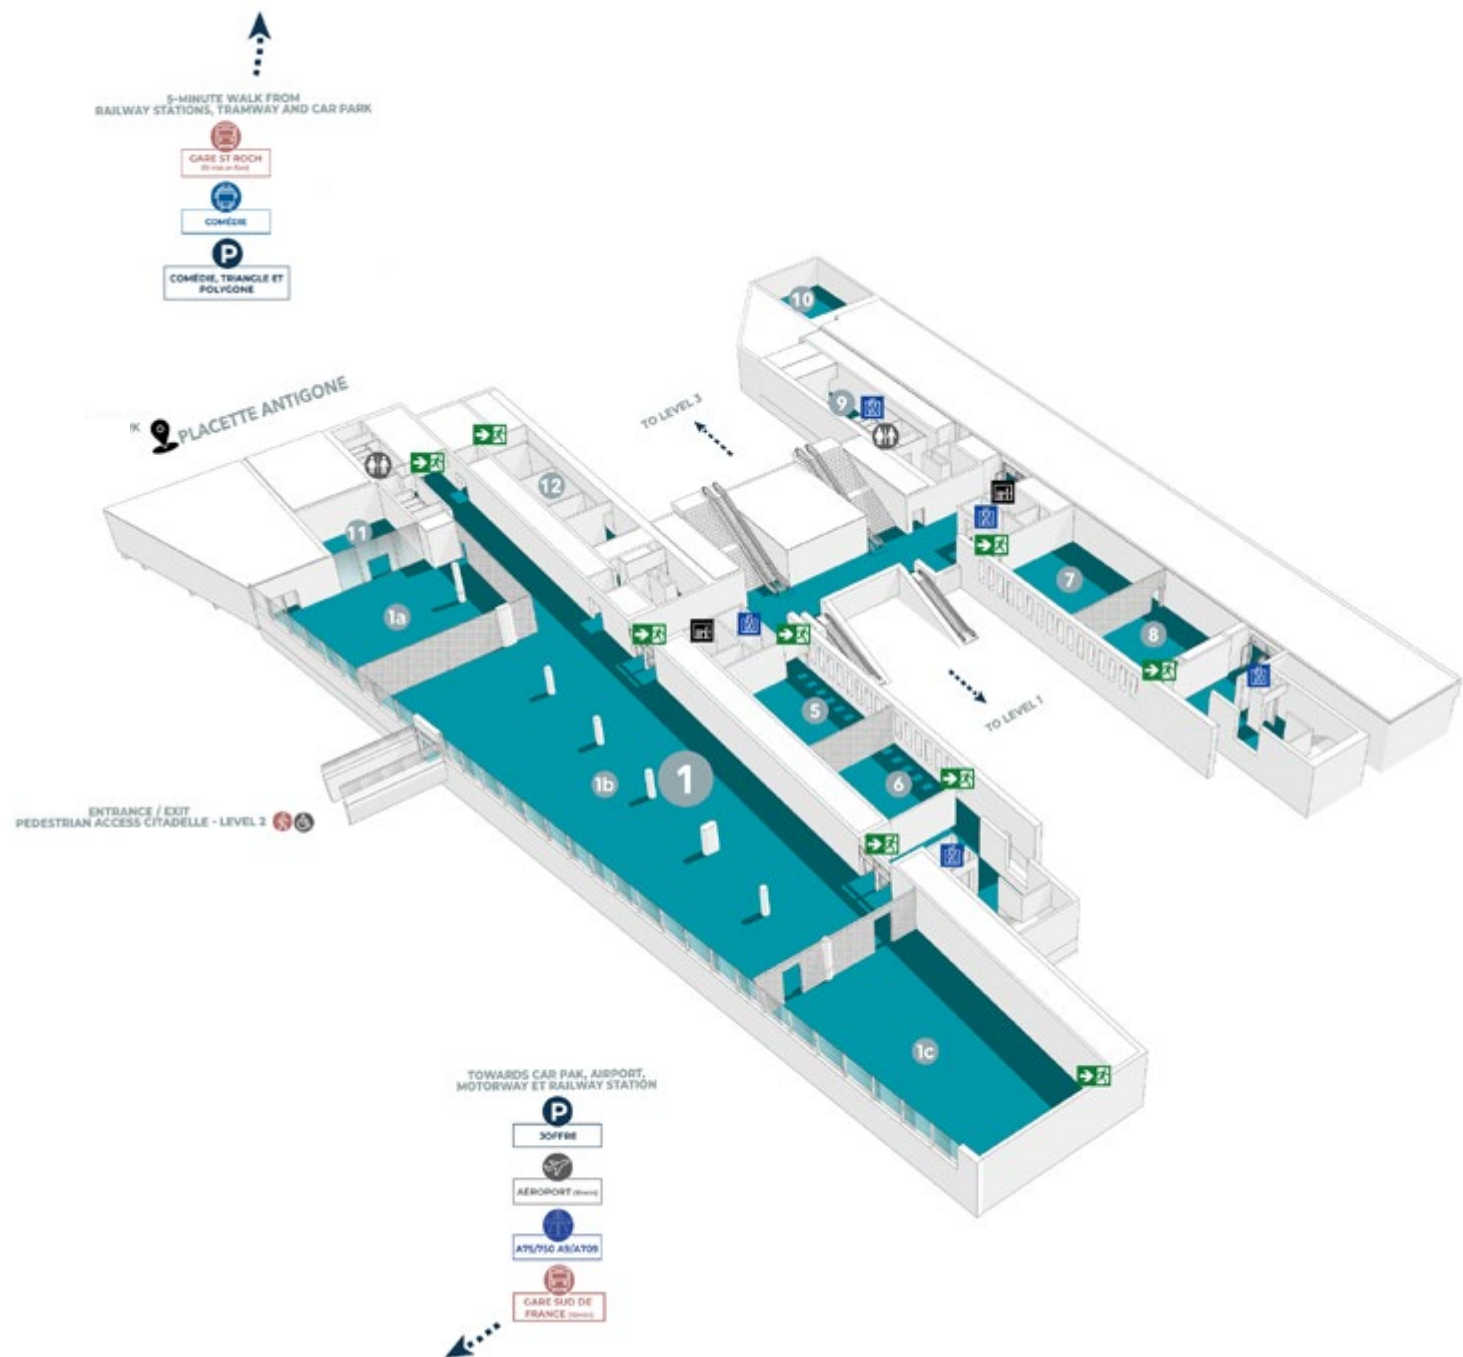 5-MINUTE WALK FROM
RAILWAY STATIONS, TRAMWAY AND CAR PARK
GARE ST ROCH
COMÉDIE
P
COMÉDIE, TRIANGLE ET
POLYGONE
10
TO LEVEL 3
9
PLACETTE ANTIGONE
12
11
7
1a
8
5
TO LEVEL 1
1b
1
6
ENTRANCE / EXIT
PEDESTRIAN ACCESS CITADELLE - LEVEL 2
1c
TOWARDS CAR PAK, AIRPORT,
MOTORWAY ET RAILWAY STATION
P
JOFFRE
AÉROPORT
A75/750 A9/A709
GARE SUD DE
FRANCE